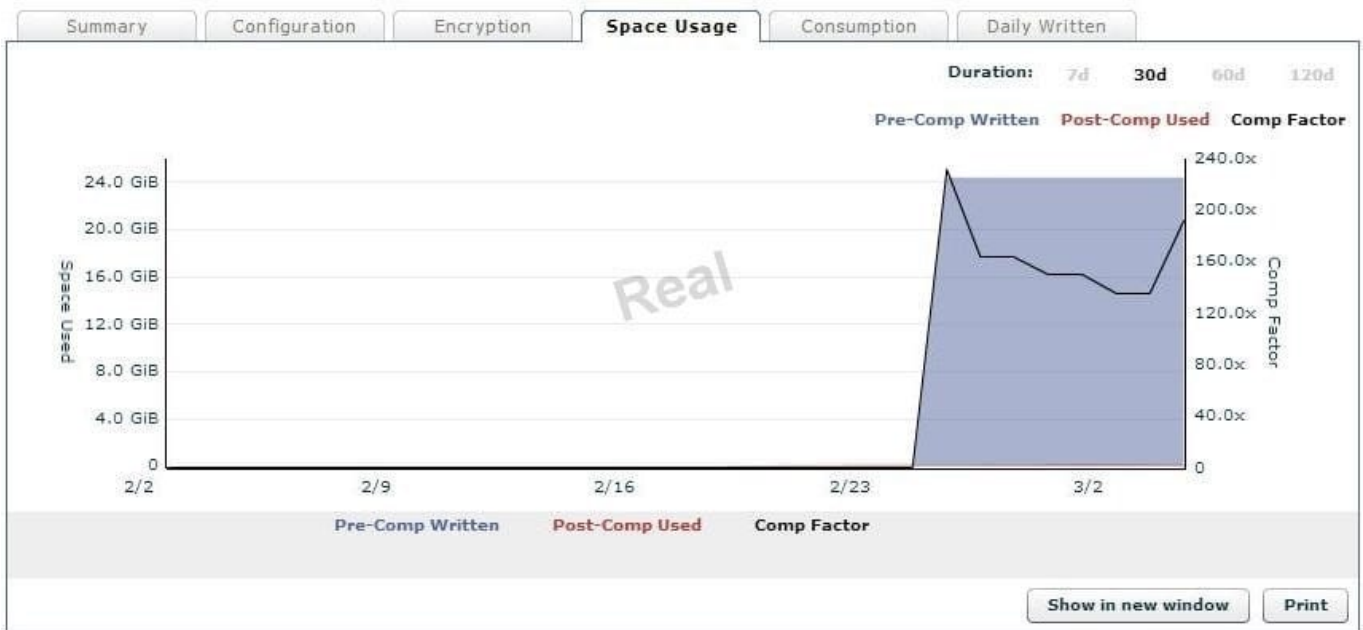 Summary Configuration Encryption Space Usage Consumption Daily Written
Duration: 7d 30d 60d 120d
Pre-Comp Written Post-Comp Used Comp Factor
240.0x
24.0 GiB
200.0x
20.0 GiB
160.0x
16.0 GiB
120.0x
12.0 GiB
80.0x
8.0 GiB
40.0x
4.0 GiB
0
0
Space Used
Comp Factor
Real
2/2 2/9 2/16 2/23 3/2
Pre-Comp Written Post-Comp Used Comp Factor
Show in new window Print